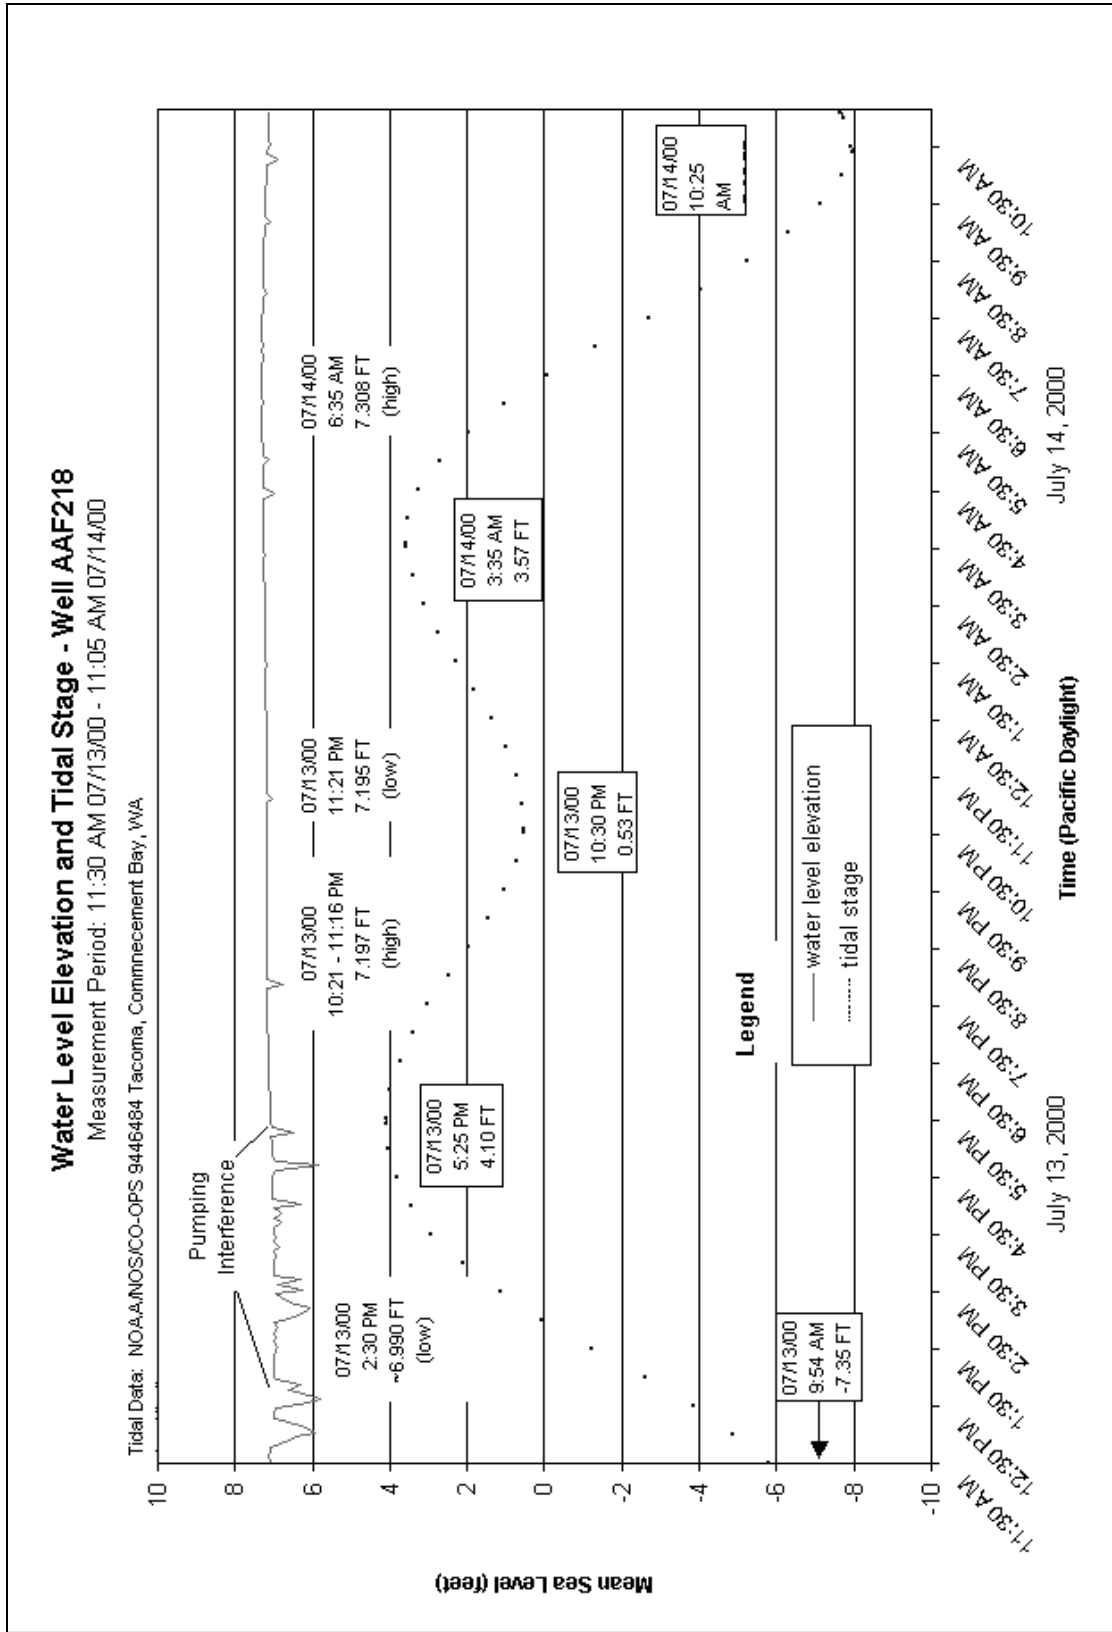 Water Level Elevation and Tidal Stage - Well AAF218
Measurement Period: 11:30 AM 07/13/00 - 11:05 AM 07/14/00
Tidal Data: NOAA/NOS/CO-OPS 9446484 Tacoma, Commnecement Bay, WA
Pumping
Interference
07/13/00
2:30 PM
~6.990 FT
(low)
07/13/00
10:21 - 11:16 PM
7.197 FT
(high)
07/13/00
11:21 PM
7.195 FT
(low)
07/14/00
6:35 AM
7.308 FT
(high)
07/13/00
5:25 PM
4.10 FT
07/14/00
3:35 AM
3.57 FT
07/13/00
10:30 PM
0.53 FT
07/14/00
10:25
AM
07/13/00
9:54 AM
-7.35 FT
Legend
water level elevation
tidal stage
Mean Sea Level (feet)
10
8
6
4
2
0
-2
-4
-6
-8
-10
11:30 AM
12:30 PM
1:30 PM
2:30 PM
3:30 PM
4:30 PM
5:30 PM
6:30 PM
7:30 PM
8:30 PM
9:30 PM
10:30 PM
11:30 PM
12:30 AM
1:30 AM
2:30 AM
3:30 AM
4:30 AM
5:30 AM
6:30 AM
7:30 AM
8:30 AM
9:30 AM
10:30 AM
July 13, 2000
July 14, 2000
Time (Pacific Daylight)